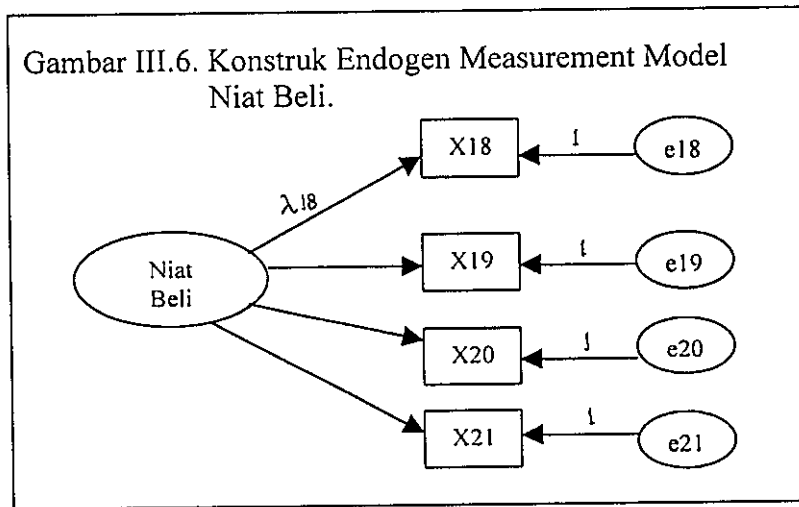 Gambar III.6. Konstruk Endogen Measurement Model
Niat Beli.
X18
1
e18
λ18
Niat
Beli
X19
1
e19
X20
1
e20
X21
1
e21